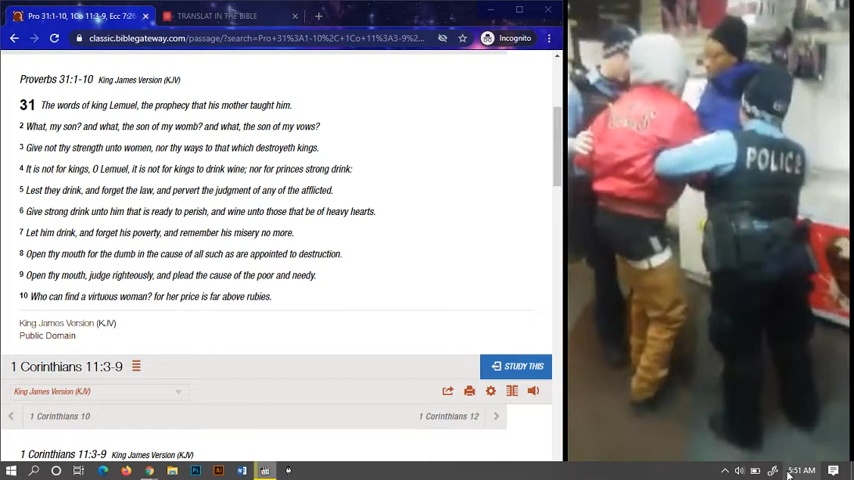 Pro 31:1-10, 1Co 11:3-9, Ecc 7:26
TRANSLAT IN THE BIBLE
classic.biblegateway.com/passage/?search=Pro+31%3A1-10%2C+1Co+11%3A3-9%2C...
Incognito
Proverbs 31:1-10 King James Version (KJV)
31 The words of king Lemuel, the prophecy that his mother taught him.
2 What, my son? and what, the son of my womb? and what, the son of my vows?
3 Give not thy strength unto women, nor thy ways to that which destroyeth kings.
4 It is not for kings, O Lemuel, it is not for kings to drink wine; nor for princes strong drink:
5 Lest they drink, and forget the law, and pervert the judgment of any of the afflicted.
6 Give strong drink unto him that is ready to perish, and wine unto those that be of heavy hearts.
7 Let him drink, and forget his poverty, and remember his misery no more.
8 Open thy mouth for the dumb in the cause of all such as are appointed to destruction.
9 Open thy mouth, judge righteously, and plead the cause of the poor and needy.
10 Who can find a virtuous woman? for her price is far above rubies.
King James Version (KJV)
Public Domain
1 Corinthians 11:3-9
STUDY THIS
King James Version (KJV)
1 Corinthians 10
1 Corinthians 12
1 Corinthians 11:3-9 King James Version (KJV)
POLICE
5:51 AM